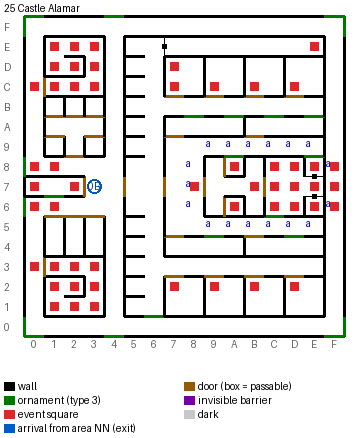 25 Castle Alamar
F
E
D
C
B
A
9 a a a a a a
8 a a
7 a
6 a
5 a a a a a a
4
3
2
1
0
0 1 2 3 4 5 6 7 8 9 A B C D E F
wall
door (box = passable)
ornament (type 3)
invisible barrier
event square
dark
arrival from area NN (exit)